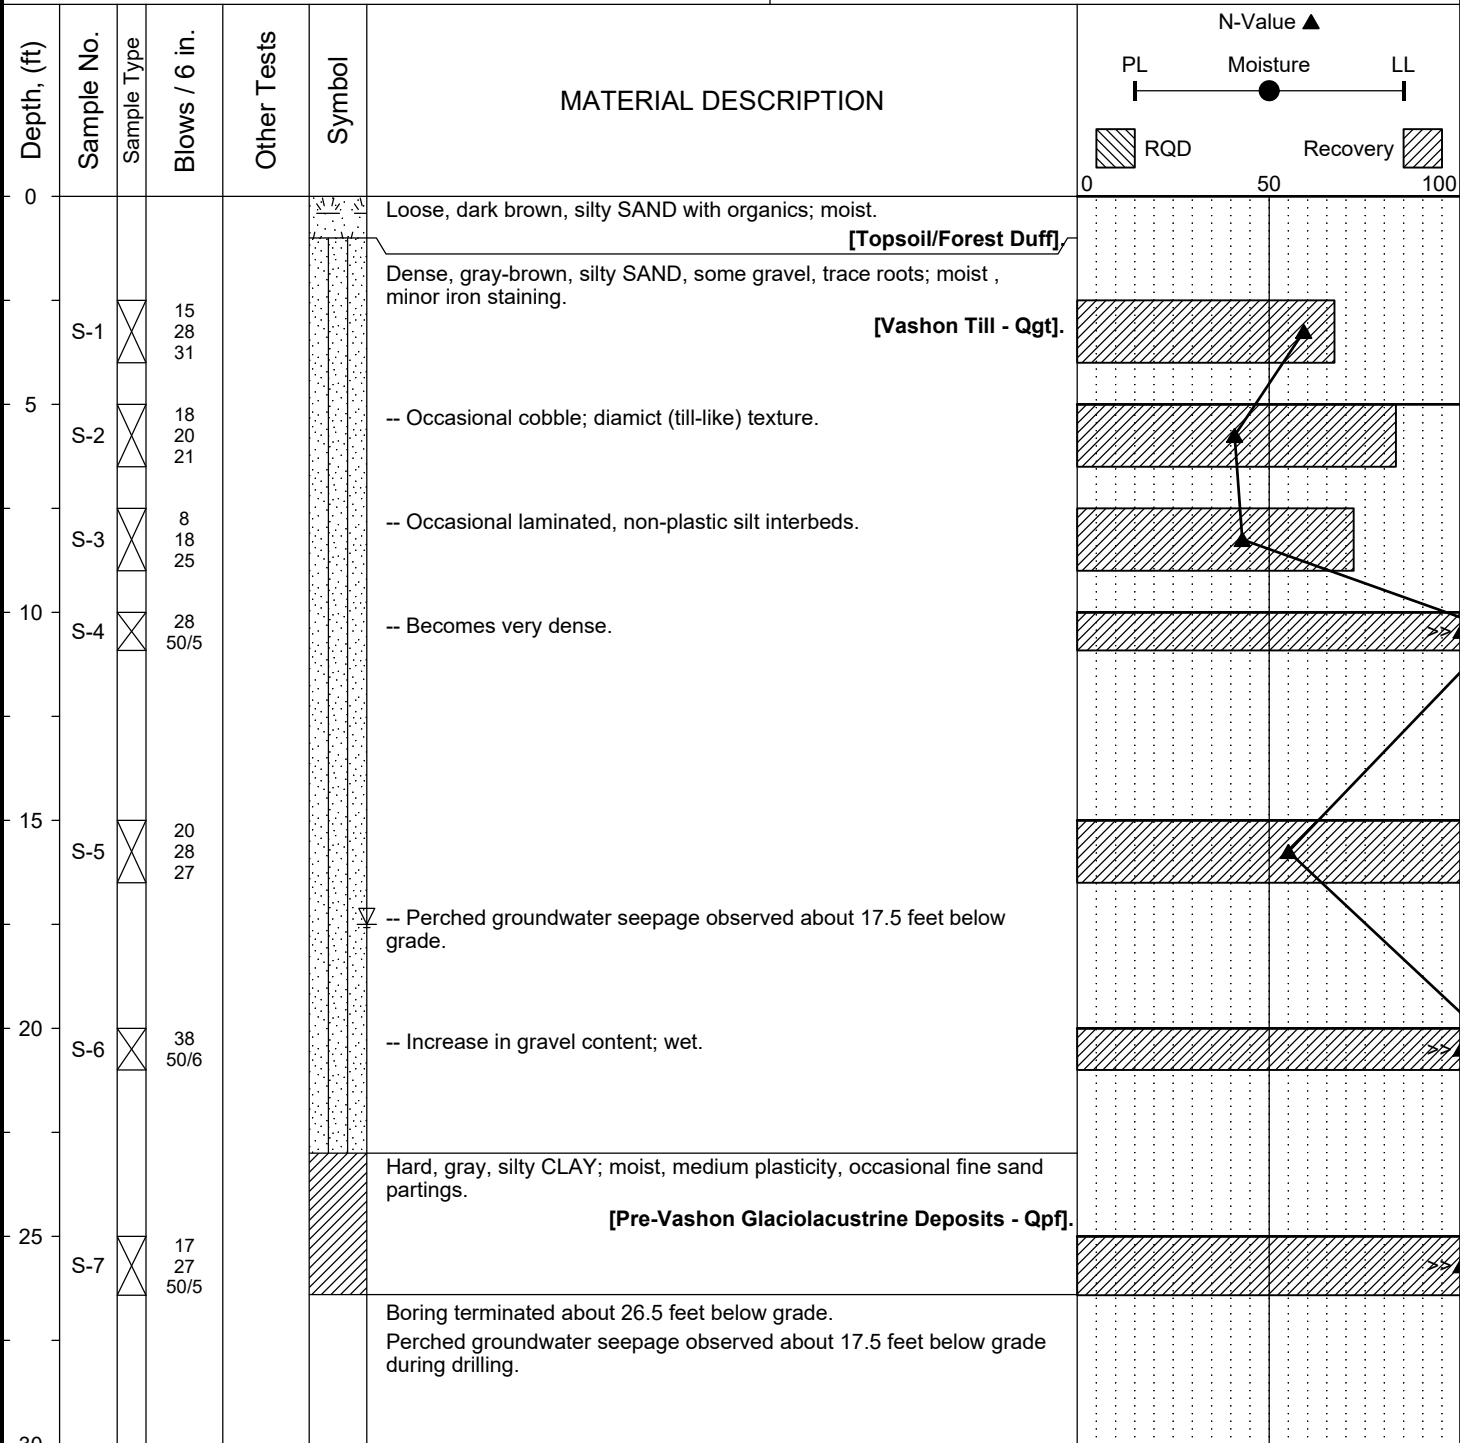 Depth, (ft)
Sample No.
Sample Type
Blows / 6 in.
Other Tests
Symbol
MATERIAL DESCRIPTION
N-Value ▲
PL Moisture LL
RQD Recovery
0 50 100
0
Loose, dark brown, silty SAND with organics; moist.
[Topsoil/Forest Duff].
Dense, gray-brown, silty SAND, some gravel, trace roots; moist ,
minor iron staining.
[Vashon Till - Qgt].
S-1
15
28
31
5
S-2
18
20
21
-- Occasional cobble; diamict (till-like) texture.
S-3
8
18
25
-- Occasional laminated, non-plastic silt interbeds.
10
S-4
28
50/5
-- Becomes very dense.
>>
15
S-5
20
28
27
-- Perched groundwater seepage observed about 17.5 feet below
grade.
20
S-6
38
50/6
-- Increase in gravel content; wet.
>>
Hard, gray, silty CLAY; moist, medium plasticity, occasional fine sand
partings.
[Pre-Vashon Glaciolacustrine Deposits - Qpf].
25
S-7
17
27
50/5
>>
Boring terminated about 26.5 feet below grade.
Perched groundwater seepage observed about 17.5 feet below grade
during drilling.
30